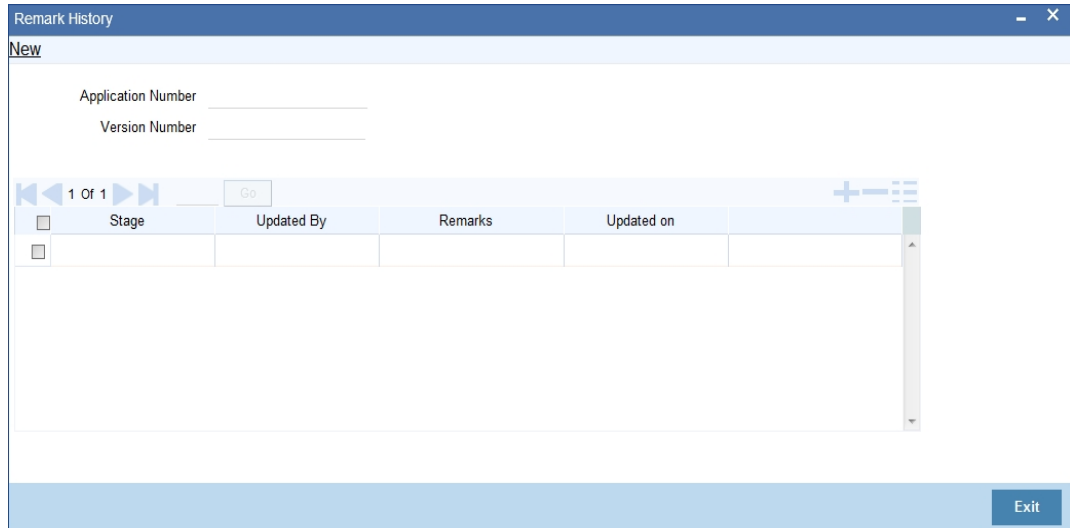 Remark History
New
Application Number
Version Number
1 Of 1 Go
Stage Updated By Remarks Updated on
Exit